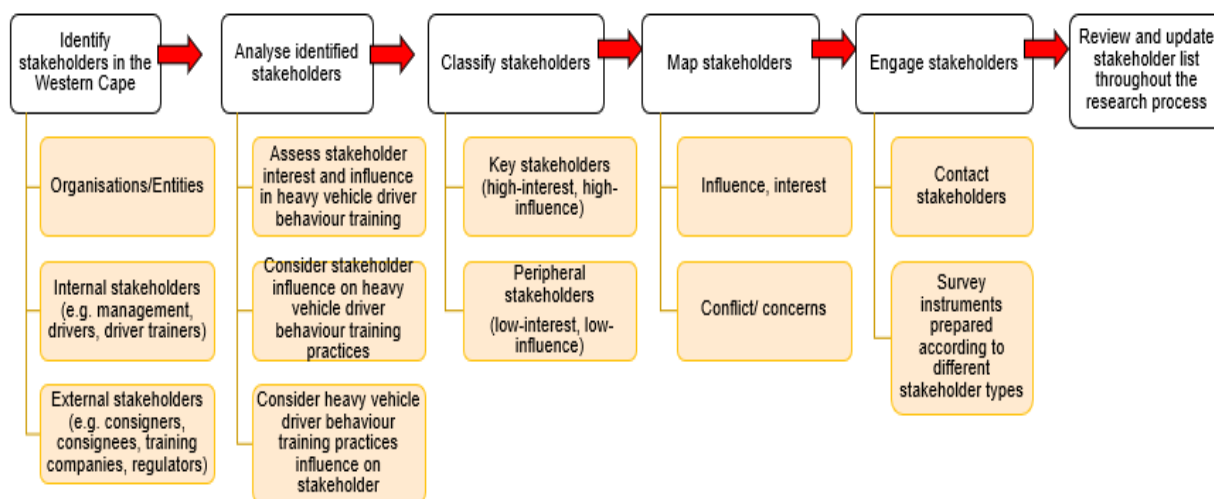 Identify
stakeholders in the
Western Cape
Analyse identified
stakeholders
Classify stakeholders
Map stakeholders
Engage stakeholders
Review and update
stakeholder list
throughout the
research process
Organisations/Entities
Internal stakeholders
(e.g. management,
drivers, driver trainers)
External stakeholders
(e.g. consigners,
consignees, training
companies, regulators)
Assess stakeholder
interest and influence
in heavy vehicle driver
behaviour training
Consider stakeholder
influence on heavy
vehicle driver
behaviour training
practices
Consider heavy vehicle
driver behaviour
training practices
influence on
stakeholder
Key stakeholders
(high-interest, high-
influence)
Peripheral
stakeholders
(low-interest, low-
influence)
Influence, interest
Conflict/ concerns
Contact
stakeholders
Survey
instruments
prepared
according to
different
stakeholder types